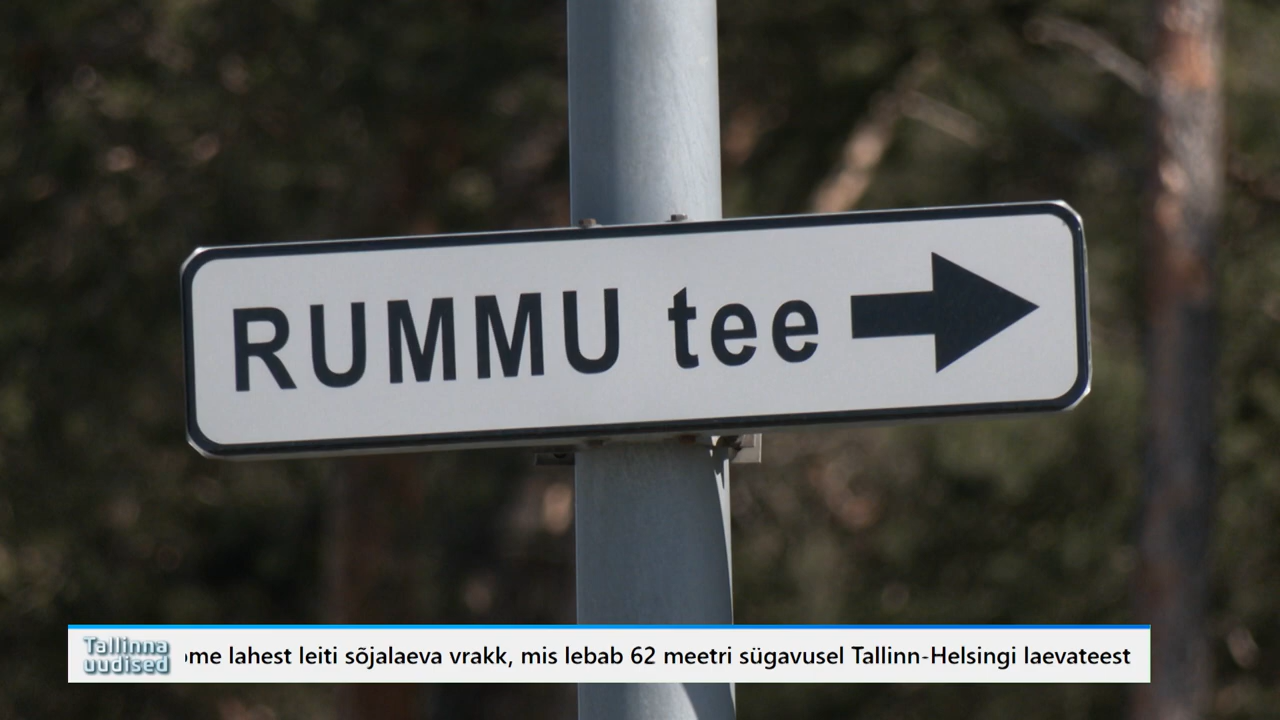 RUMMU tee
Tallinna
uudised
ome lahest leiti sõjalaeva vrakk, mis lebab 62 meetri sügavusel Tallinn-Helsingi laevateest